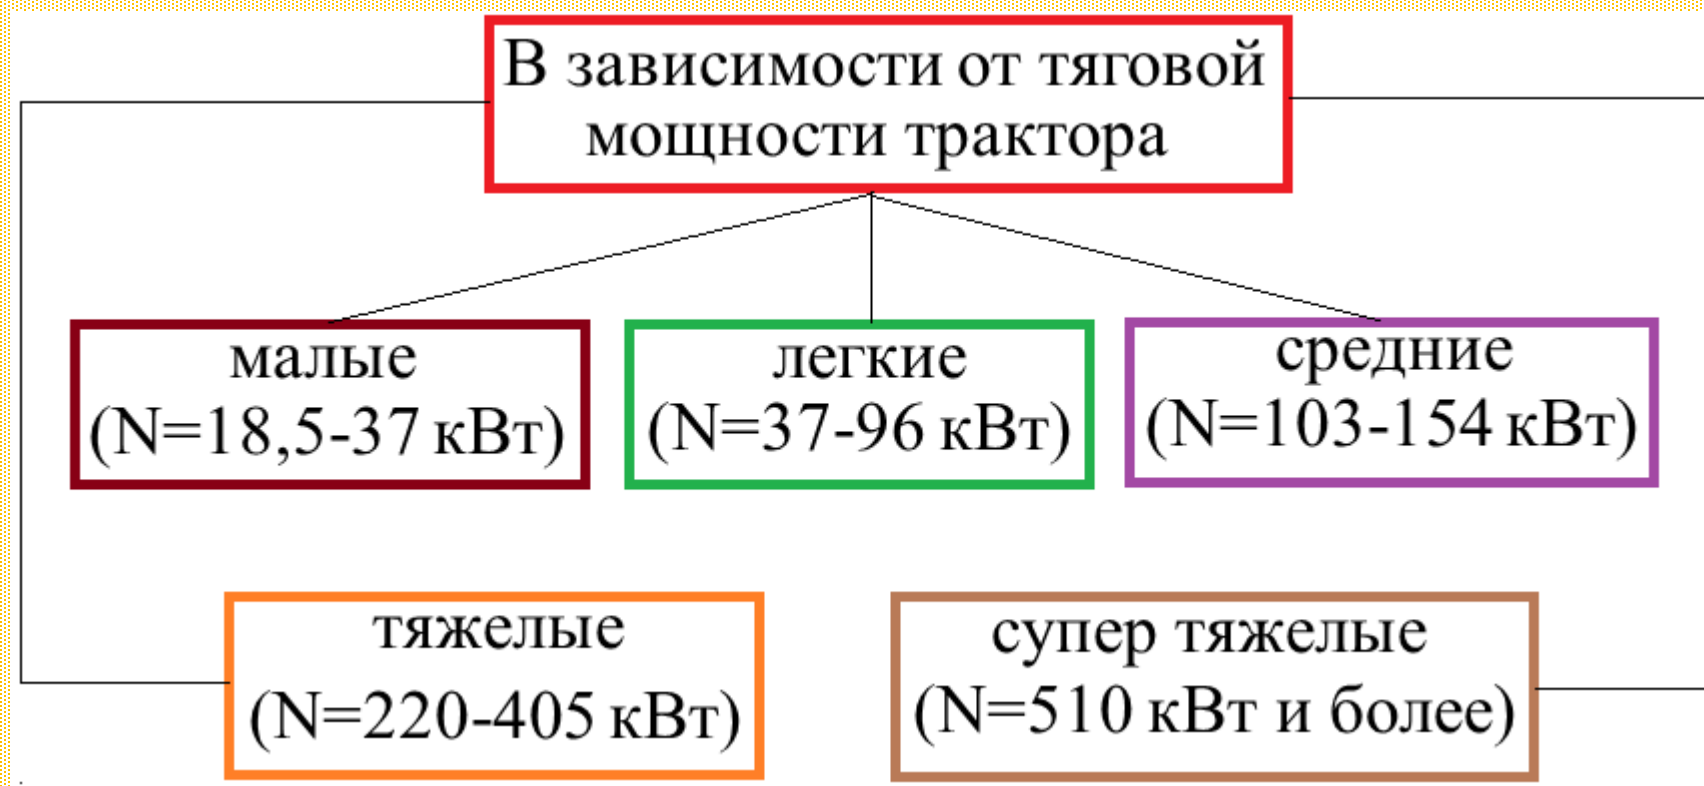 В зависимости от тяговой
мощности трактора
малые
(N=18,5-37 кВт)
легкие
(N=37-96 кВт)
средние
(N=103-154 кВт)
тяжелые
(N=220-405 кВт)
супер тяжелые
(N=510 кВт и более)